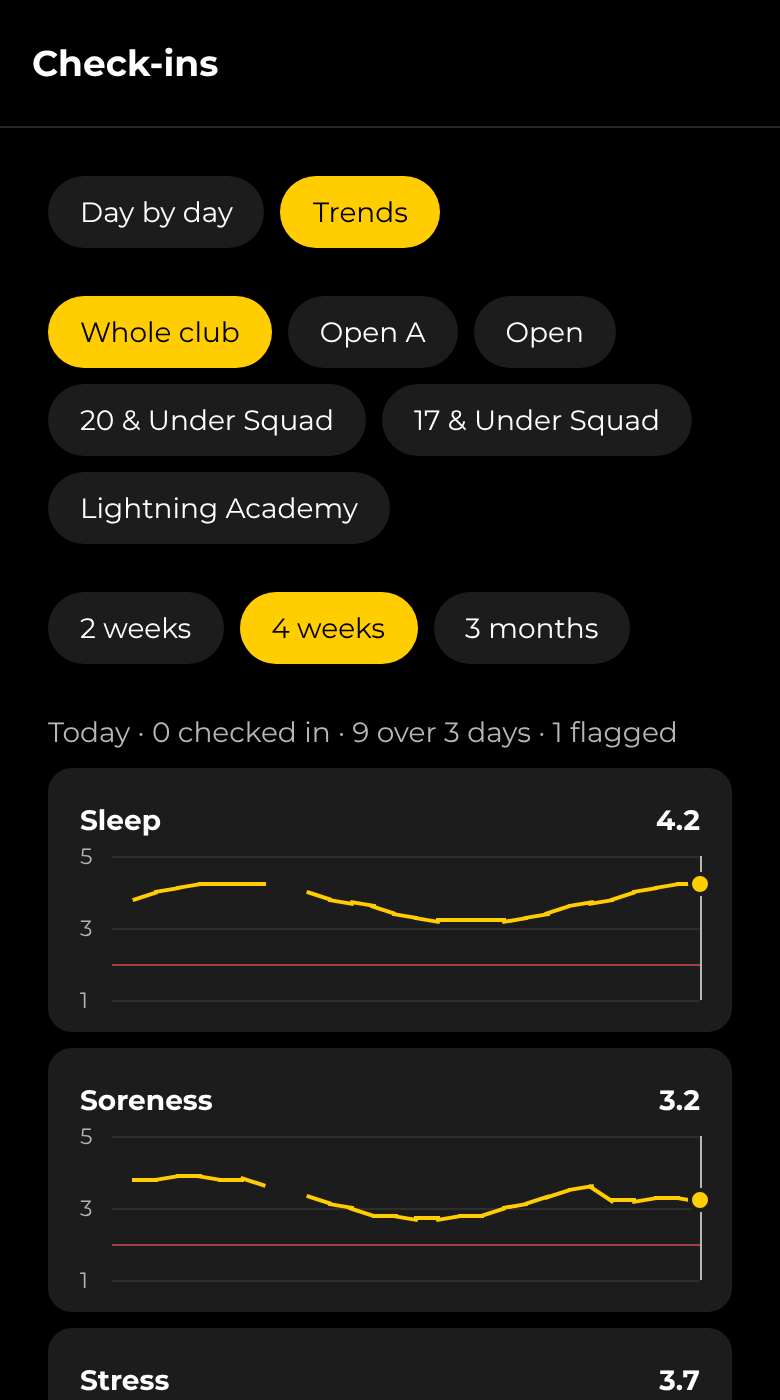 Check-ins
Day by day Trends
Whole club Open A Open
20 & Under Squad 17 & Under Squad
Lightning Academy
2 weeks 4 weeks 3 months
Today · 0 checked in · 9 over 3 days · 1 flagged
Sleep 4.2
5
3
1
Soreness 3.2
5
3
1
Stress 3.7